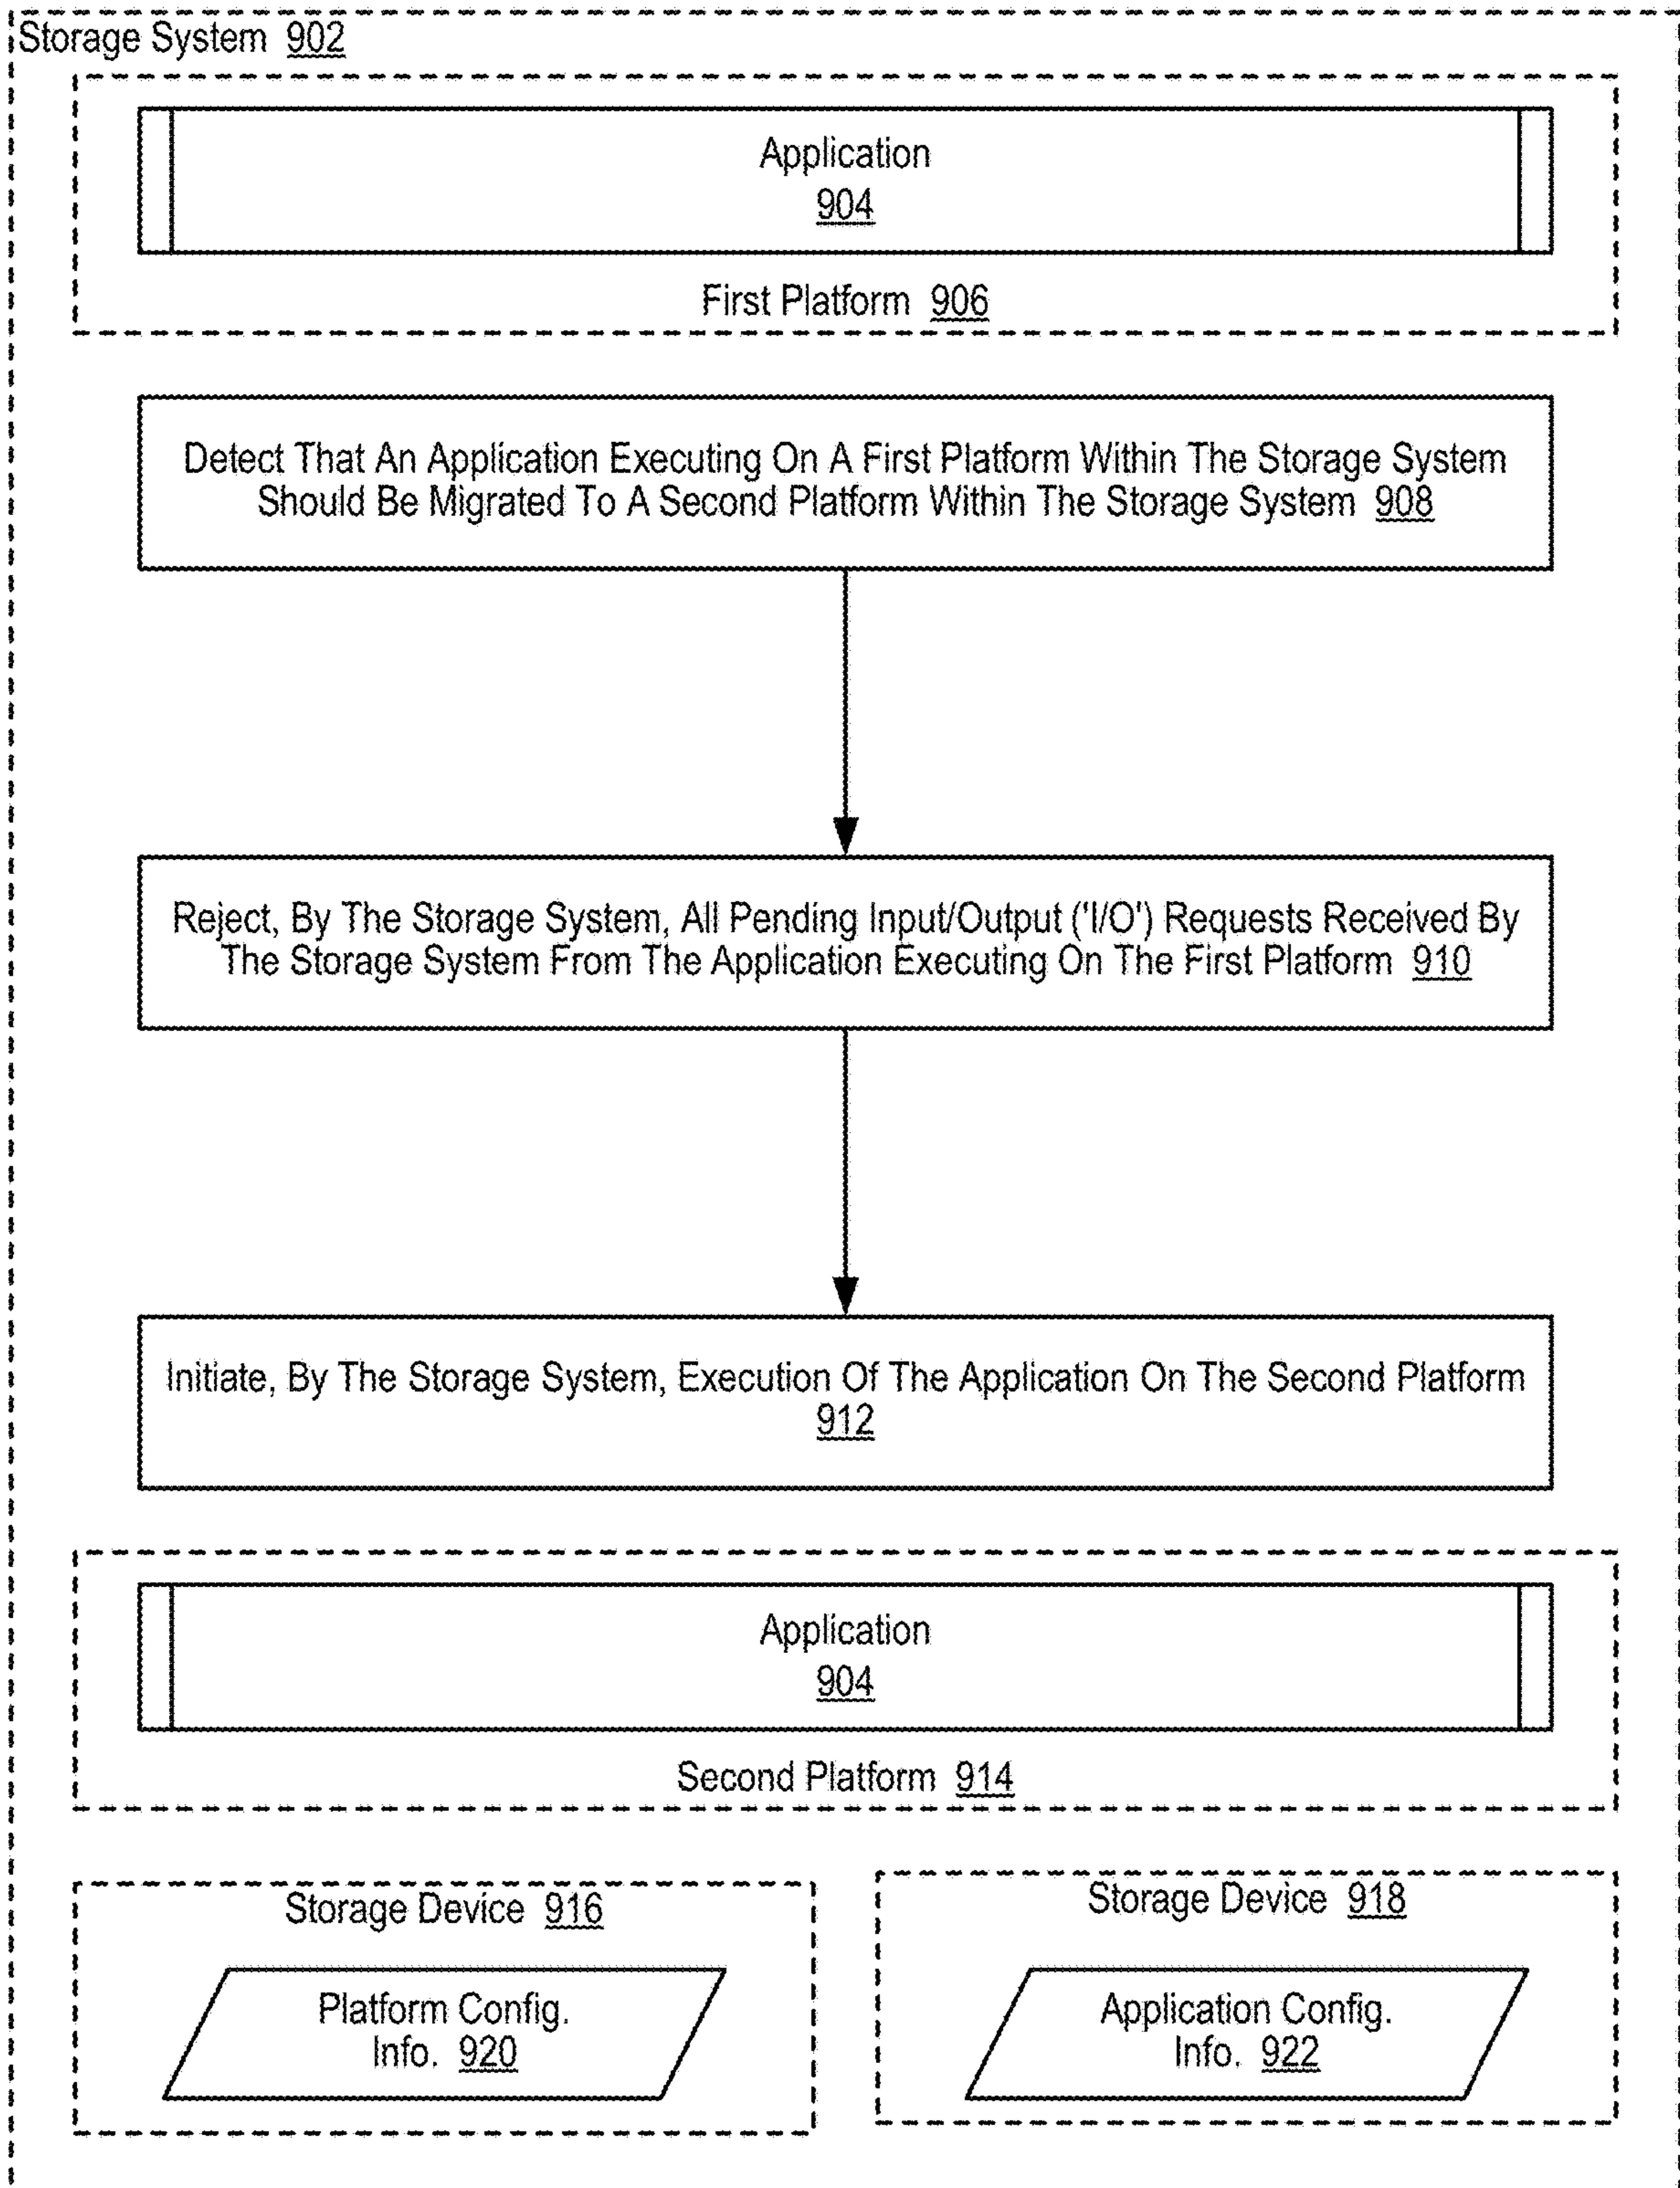 Storage System 902
Application
904
First Platform 906
Detect That An Application Executing On A First Platform Within The Storage System
Should Be Migrated To A Second Platform Within The Storage System 908
Reject, By The Storage System, All Pending Input/Output ('I/O') Requests Received By
The Storage System From The Application Executing On The First Platform 910
Initiate, By The Storage System, Execution Of The Application On The Second Platform
912
Application
904
Second Platform 914
Storage Device 916
Platform Config.
Info. 920
Storage Device 918
Application Config.
Info. 922